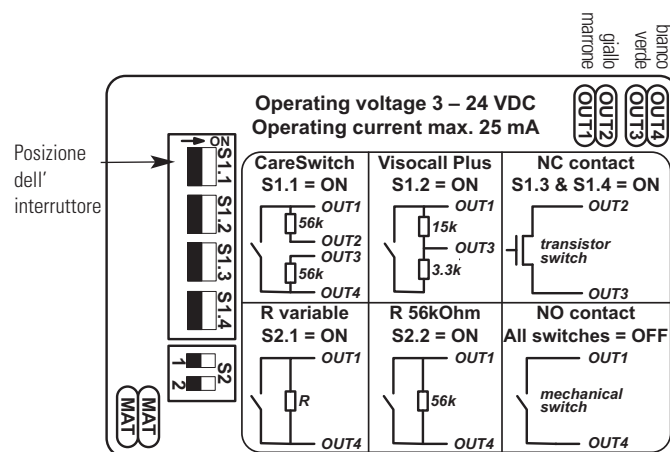 marrone
giallo
verde
bianco
OUT1
OUT2
OUT3
OUT4
Operating voltage 3 – 24 VDC
Operating current max. 25 mA
Posizione
dell'
interruttore
ON
S1.1
S1.2
S1.3
S1.4
S2
1
2
MAT
MAT
CareSwitch
S1.1 = ON
OUT1
56k
OUT2
OUT3
56k
OUT4
Visocall Plus
S1.2 = ON
OUT1
15k
OUT3
3.3k
OUT4
NC contact
S1.3 & S1.4 = ON
OUT2
transistor
switch
OUT3
R variable
S2.1 = ON
OUT1
R
OUT4
R 56kOhm
S2.2 = ON
OUT1
56k
OUT4
NO contact
All switches = OFF
OUT1
mechanical
switch
OUT4